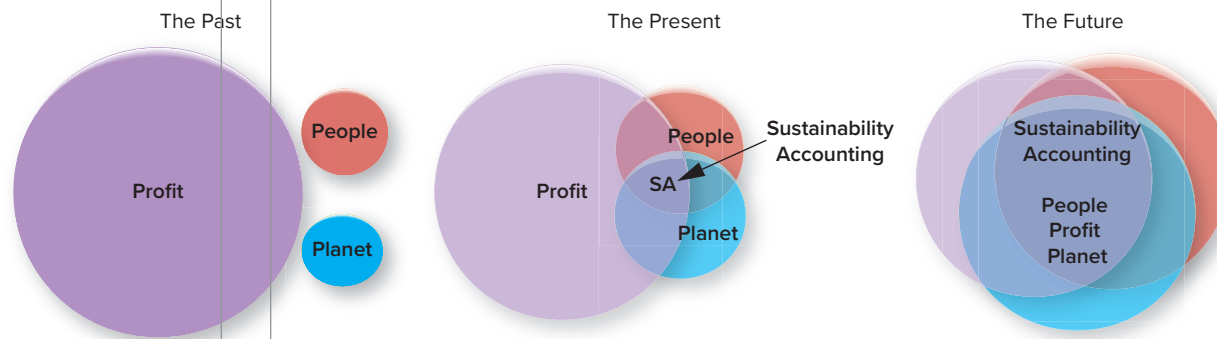 The Past
Profit
People
Planet
The Present
Profit
People
SA
Planet
Sustainability
Accounting
The Future
Sustainability
Accounting
People
Profit
Planet